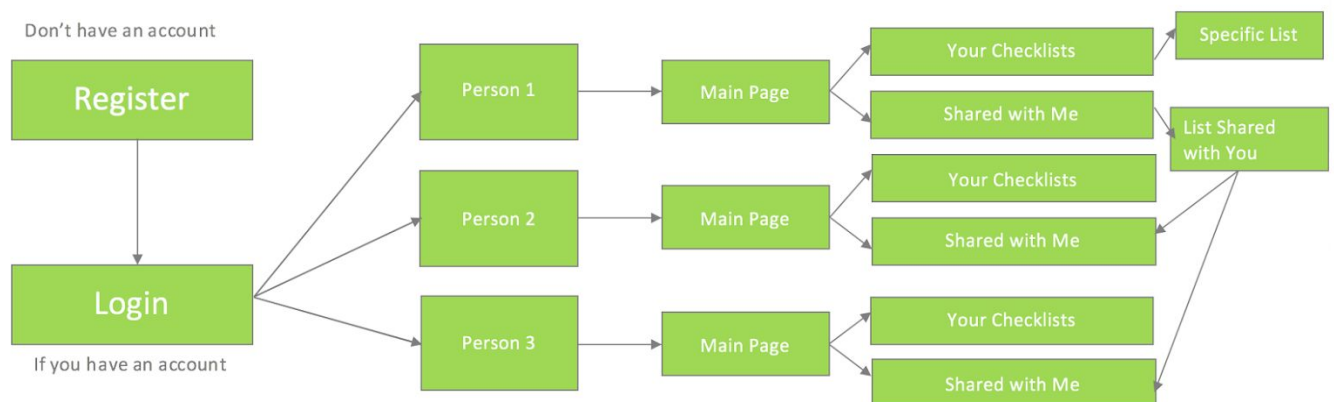 Don't have an account
Register
Login
If you have an account
Person 1
Main Page
Your Checklists
Specific List
Shared with Me
List Shared
with You
Person 2
Main Page
Your Checklists
Shared with Me
Person 3
Main Page
Your Checklists
Shared with Me